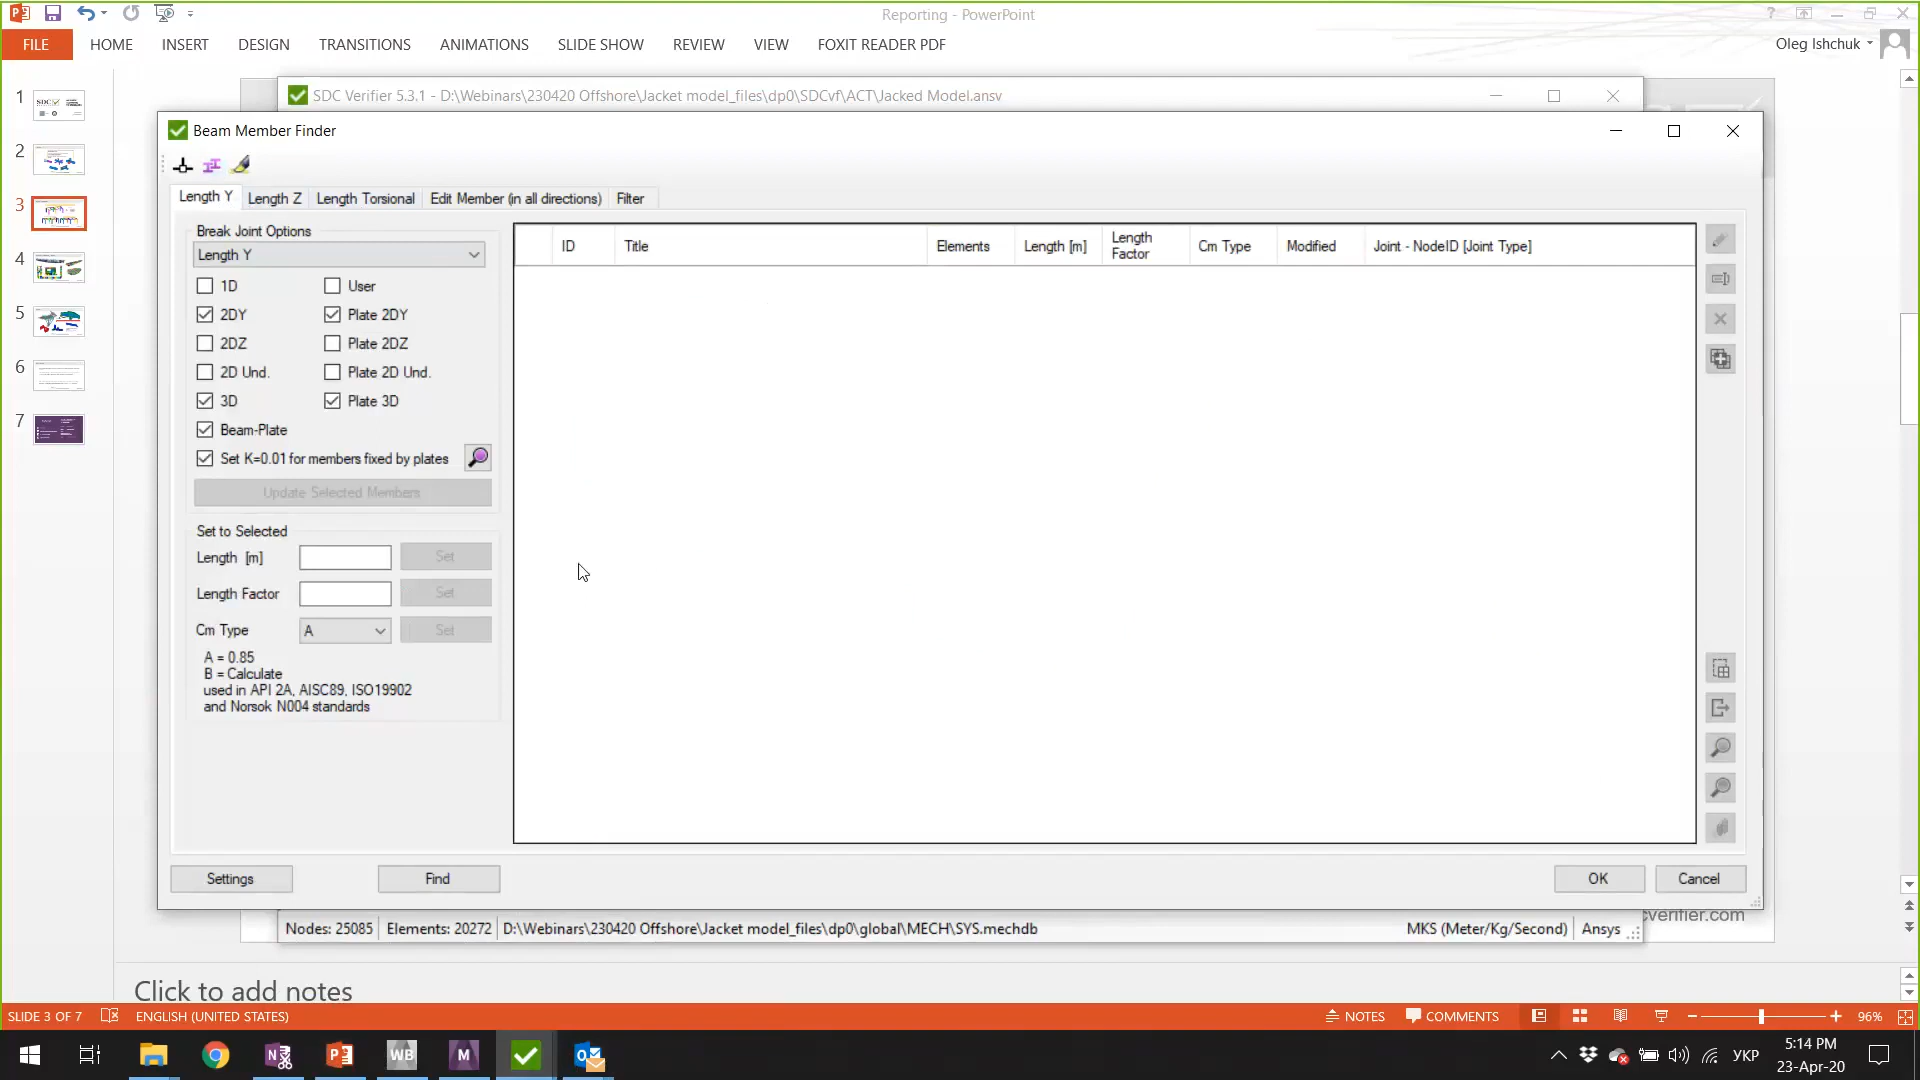 Reporting - PowerPoint
FILE HOME INSERT DESIGN TRANSITIONS ANIMATIONS SLIDE SHOW REVIEW VIEW FOXIT READER PDF
Oleg Ishchuk
1
2
3
4
5
6
7
SDC Verifier 5.3.1 - D:\Webinars\230420 Offshore\Jacket model_files\dp0\SDCvf\ACT\Jacked Model.ansv
Beam Member Finder
Length Y Length Z Length Torsional Edit Member (in all directions) Filter
Break Joint Options
Length Y
1D User
2DY Plate 2DY
2DZ Plate 2DZ
2D Und. Plate 2D Und.
3D Plate 3D
Beam-Plate
Set K=0.01 for members fixed by plates
Update Selected Members
Set to Selected
Length [m] Set
Length Factor Set
Cm Type A Set
A = 0.85
B = Calculate
used in API 2A, AISC89, ISO19902
and Norsok N004 standards
ID Title Elements Length [m] Length Factor Cm Type Modified Joint - NodeID [Joint Type]
Settings Find OK Cancel
cverifier.com
Nodes: 25085 Elements: 20272 D:\Webinars\230420 Offshore\Jacket model_files\dp0\global\MECH\SYS.mechdb MKS (Meter/Kg/Second) Ansys
Click to add notes
SLIDE 3 OF 7 ENGLISH (UNITED STATES) NOTES COMMENTS 96%
УКР
5:14 PM
23-Apr-20